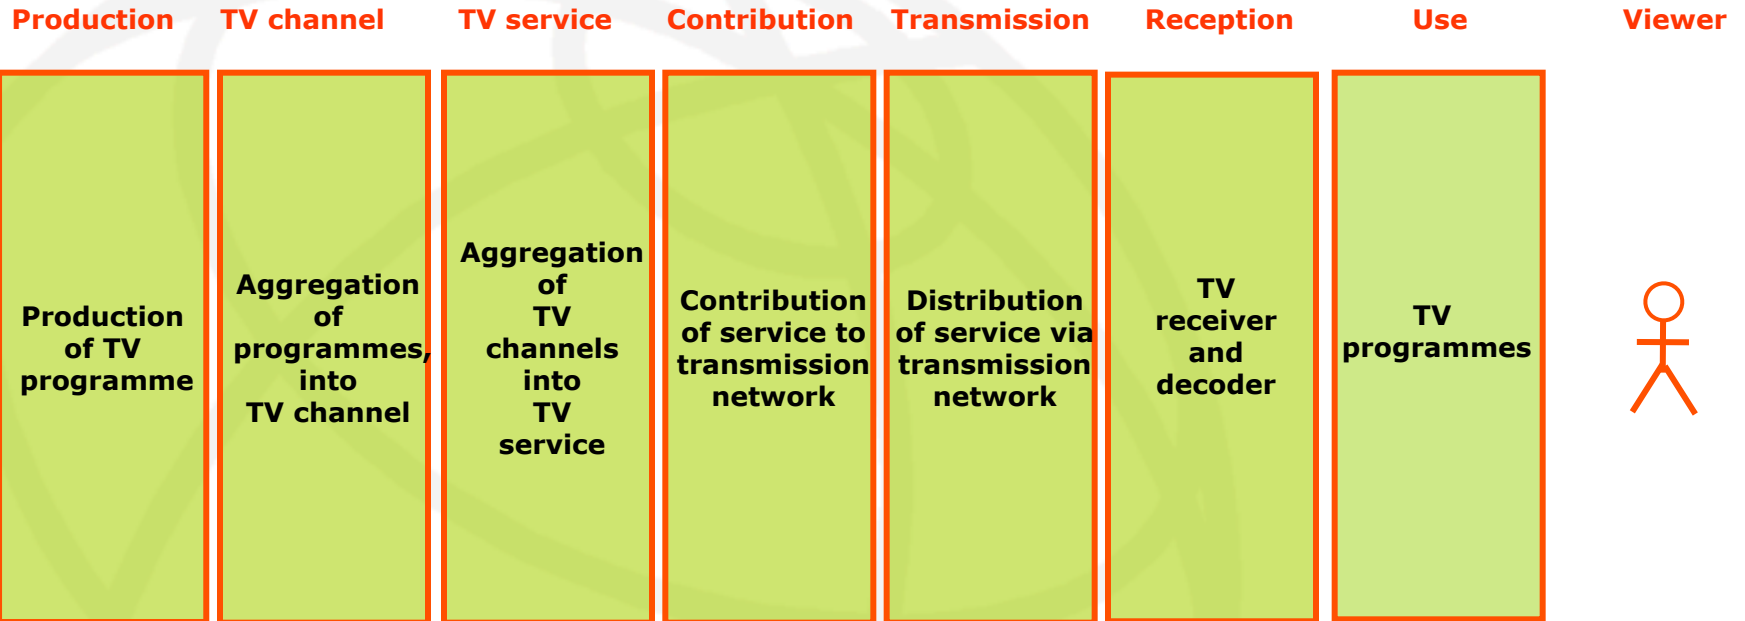 Production TV channel TV service Contribution Transmission Reception Use Viewer
Production
of TV
programme
Aggregation
of
programmes,
into
TV channel
Aggregation
of
TV
channels
into
TV
service
Contribution
of service to
transmission
network
Distribution
of service via
transmission
network
TV
receiver
and
decoder
TV
programmes